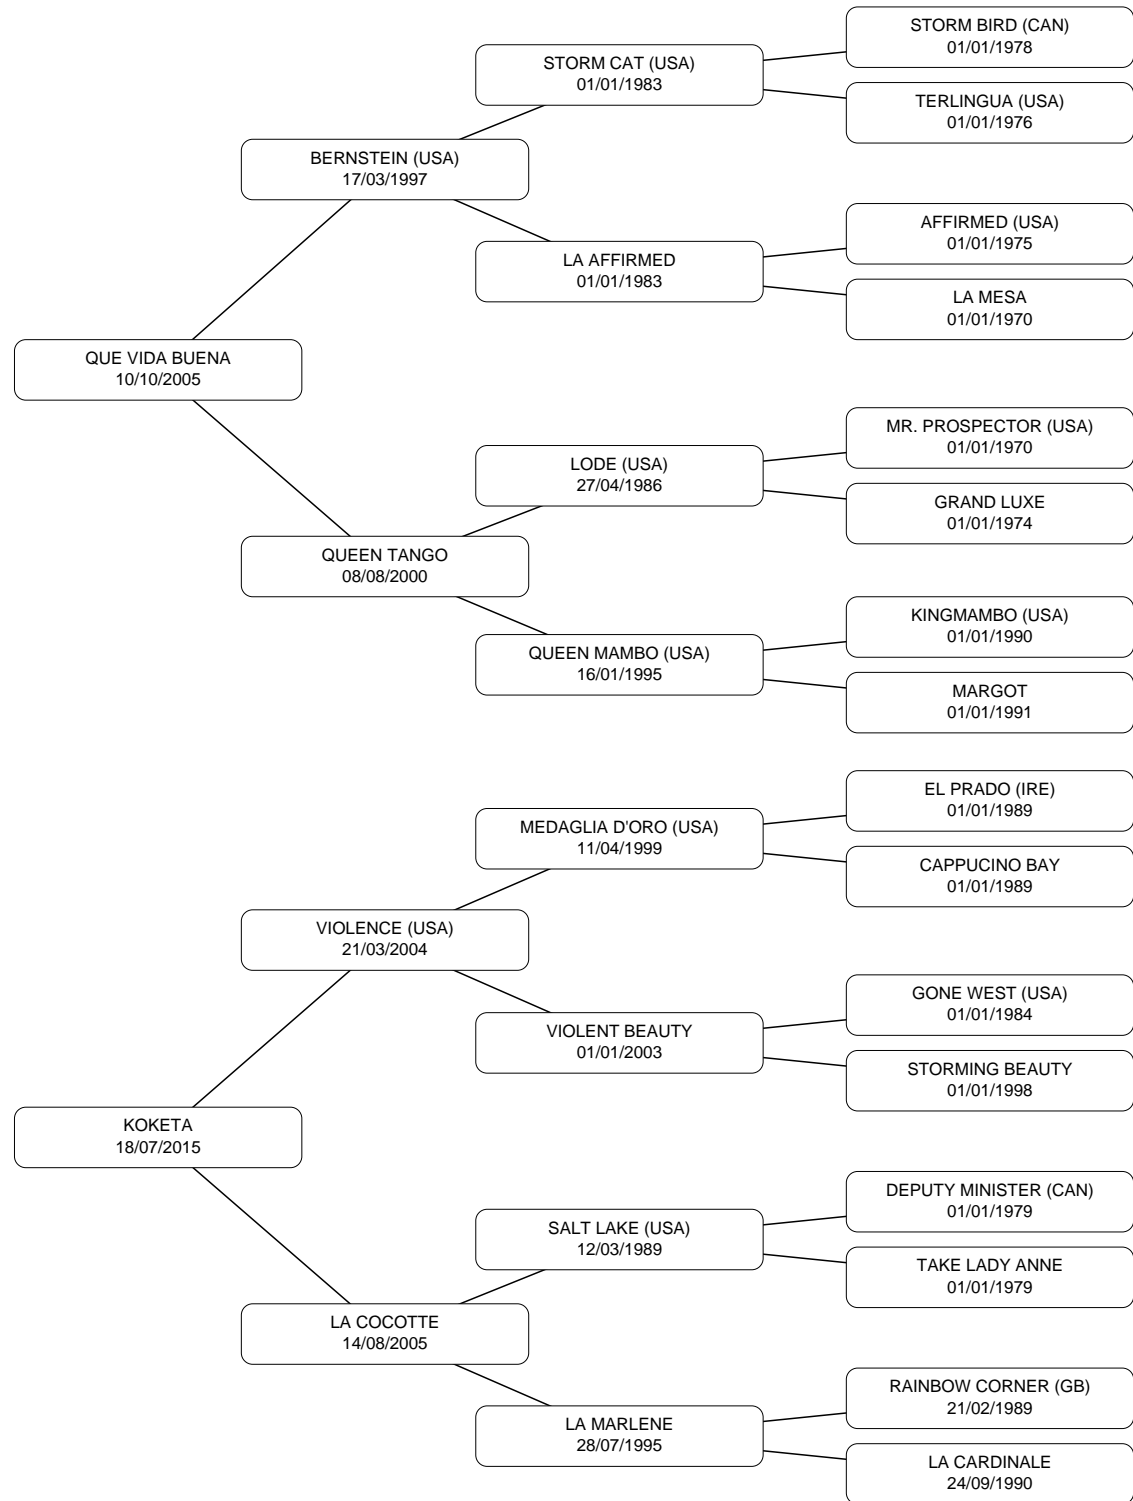 STORM BIRD (CAN)
01/01/1978
STORM CAT (USA)
01/01/1983
TERLINGUA (USA)
01/01/1976
BERNSTEIN (USA)
17/03/1997
AFFIRMED (USA)
01/01/1975
LA AFFIRMED
01/01/1983
LA MESA
01/01/1970
QUE VIDA BUENA
10/10/2005
MR. PROSPECTOR (USA)
01/01/1970
LODE (USA)
27/04/1986
GRAND LUXE
01/01/1974
QUEEN TANGO
08/08/2000
KINGMAMBO (USA)
01/01/1990
QUEEN MAMBO (USA)
16/01/1995
MARGOT
01/01/1991
EL PRADO (IRE)
01/01/1989
MEDAGLIA D'ORO (USA)
11/04/1999
CAPPUCINO BAY
01/01/1989
VIOLENCE (USA)
21/03/2004
GONE WEST (USA)
01/01/1984
VIOLENT BEAUTY
01/01/2003
STORMING BEAUTY
01/01/1998
KOKETA
18/07/2015
DEPUTY MINISTER (CAN)
01/01/1979
SALT LAKE (USA)
12/03/1989
TAKE LADY ANNE
01/01/1979
LA COCOTTE
14/08/2005
RAINBOW CORNER (GB)
21/02/1989
LA MARLENE
28/07/1995
LA CARDINALE
24/09/1990